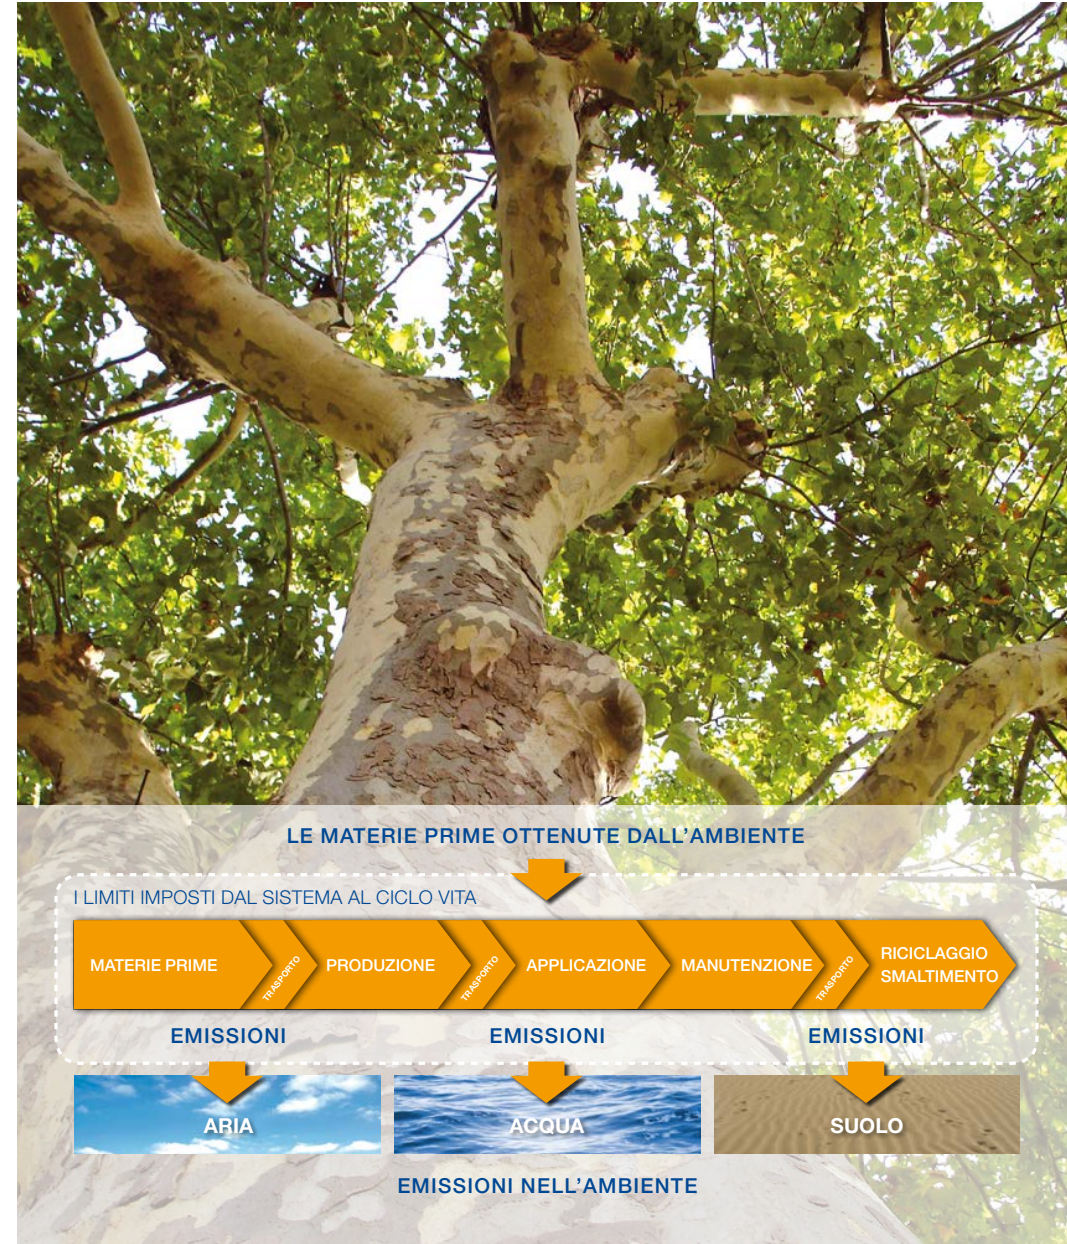 LE MATERIE PRIME OTTENUTE DALL'AMBIENTE
I LIMITI IMPOSTI DAL SISTEMA AL CICLO VITA
MATERIE PRIME
TRASPORTO
PRODUZIONE
TRASPORTO
APPLICAZIONE
MANUTENZIONE
TRASPORTO
RICICLAGGIO
SMALTIMENTO
EMISSIONI
EMISSIONI
EMISSIONI
ARIA
ACQUA
SUOLO
EMISSIONI NELL'AMBIENTE